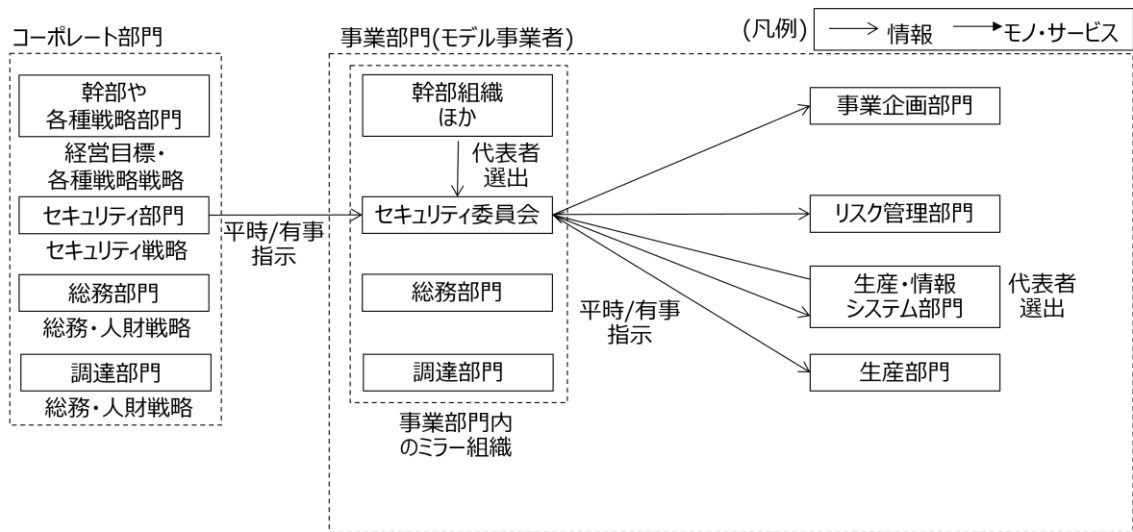 コーポレート部門
事業部門(モデル事業者)
(凡例)
情報
モノ・サービス
幹部や
各種戦略部門
経営目標・
各種戦略戦略
セキュリティ部門
セキュリティ戦略
総務部門
総務・人財戦略
調達部門
総務・人財戦略
平時/有事
指示
幹部組織
ほか
代表者
選出
セキュリティ委員会
総務部門
調達部門
事業部門内
のミラー組織
平時/有事
指示
事業企画部門
リスク管理部門
生産・情報
システム部門
代表者
選出
生産部門